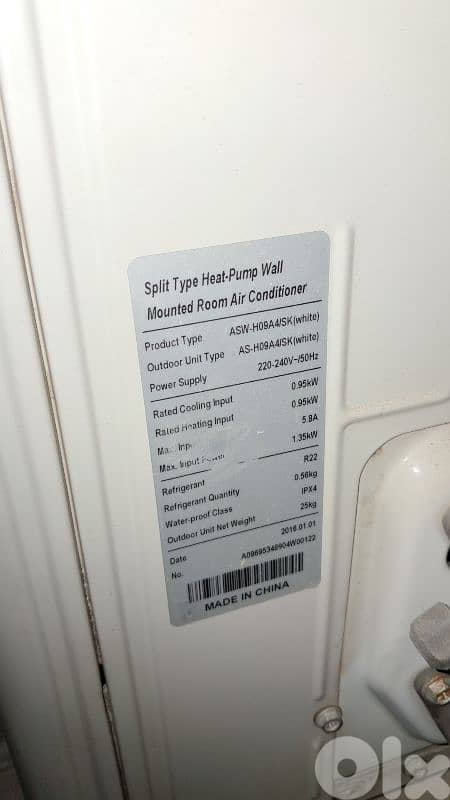 Split Type Heat-Pump Wall
Mounted Room Air Conditioner
Product Type ASW-H09A4/SK(white)
Outdoor Unit Type AS-H09A4/SK(white)
Power Supply 220-240V~/50Hz
Rated Cooling Input 0.95kW
Rated Heating Input 0.95kW
Max. Inp 5.8A
Max. Input 1.35kW
Refrigerant R22
Refrigerant Quantity 0.56kg
Water-proof Class IPX4
Outdoor Unit Net Weight 25kg
Date 2016.01.01
No. A09695348904W00122
MADE IN CHINA
OLX